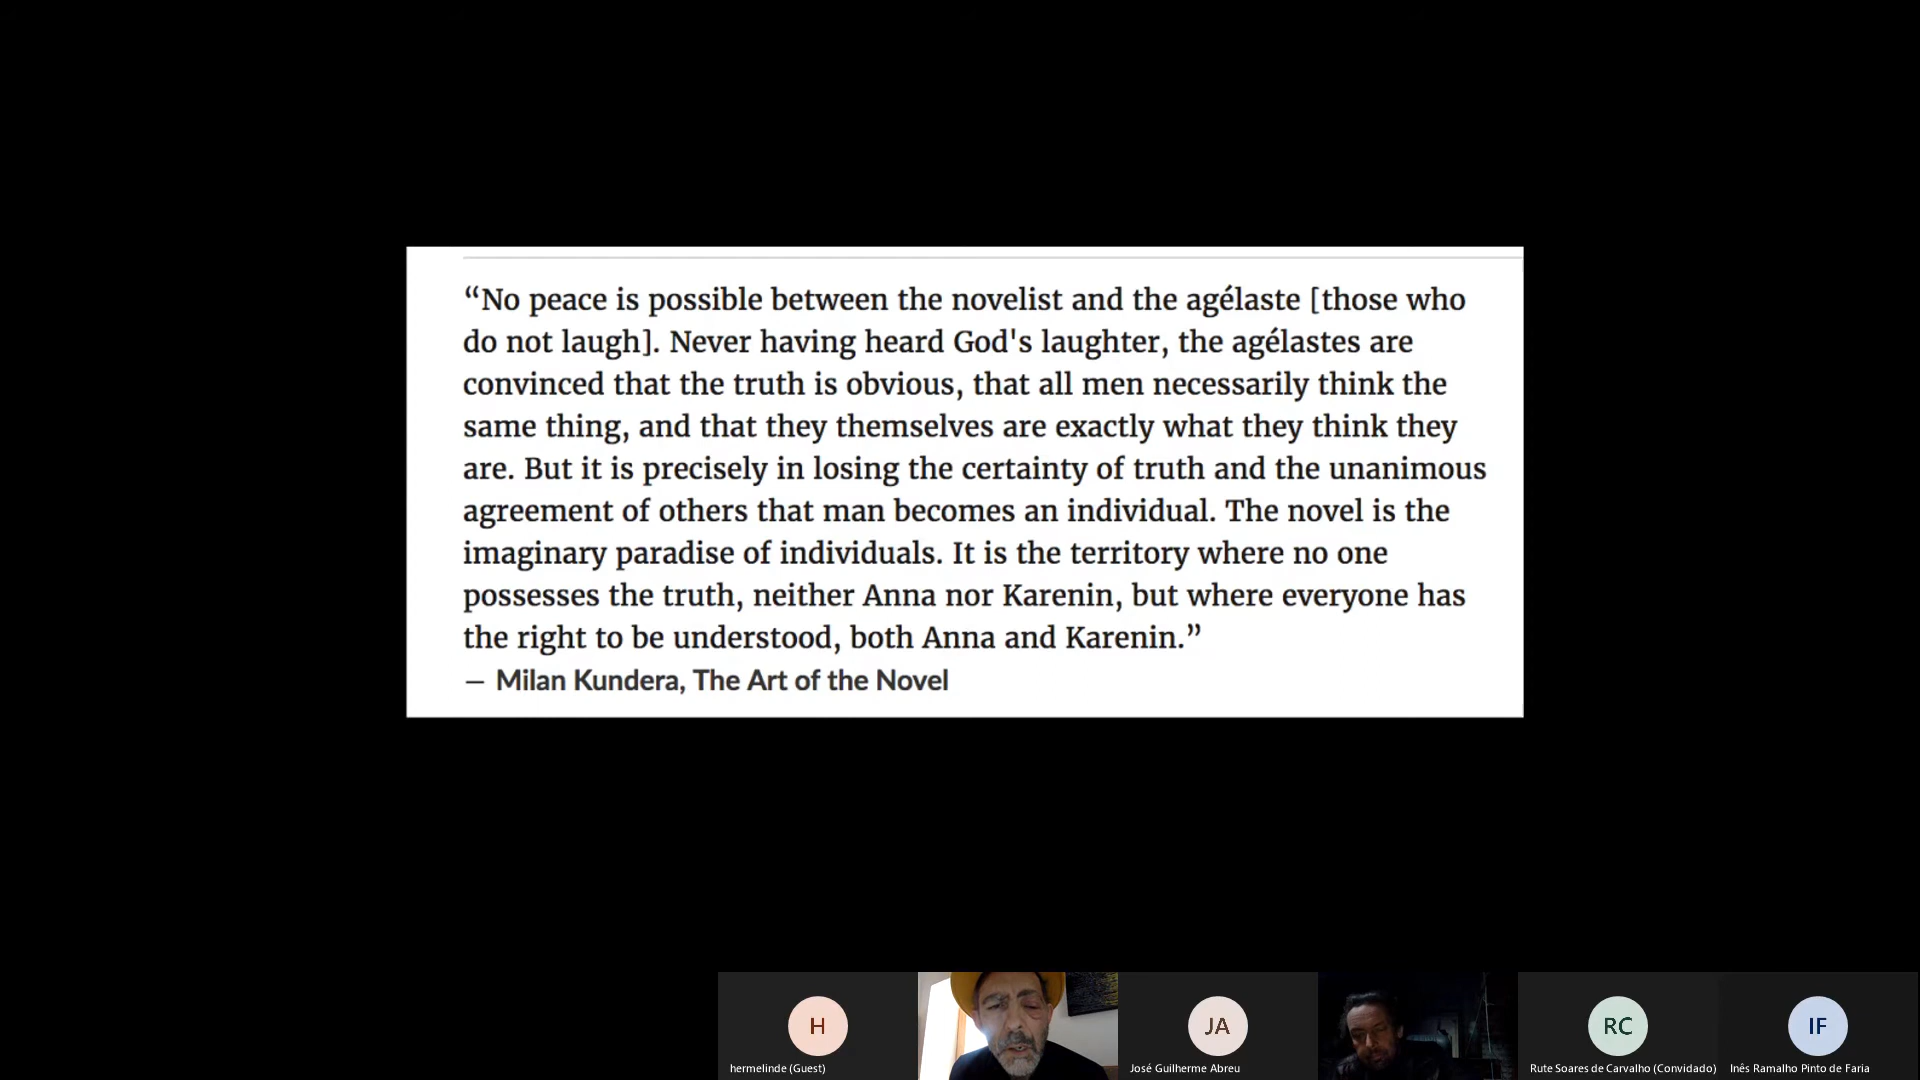 “No peace is possible between the novelist and the agélaste [those who
do not laugh]. Never having heard God's laughter, the agélastes are
convinced that the truth is obvious, that all men necessarily think the
same thing, and that they themselves are exactly what they think they
are. But it is precisely in losing the certainty of truth and the unanimous
agreement of others that man becomes an individual. The novel is the
imaginary paradise of individuals. It is the territory where no one
possesses the truth, neither Anna nor Karenin, but where everyone has
the right to be understood, both Anna and Karenin.”
— Milan Kundera, The Art of the Novel
H
JA
RC
IF
hermelinde (Guest)
José Guilherme Abreu
Rute Soares de Carvalho (Convidado)
Inês Ramalho Pinto de Faria